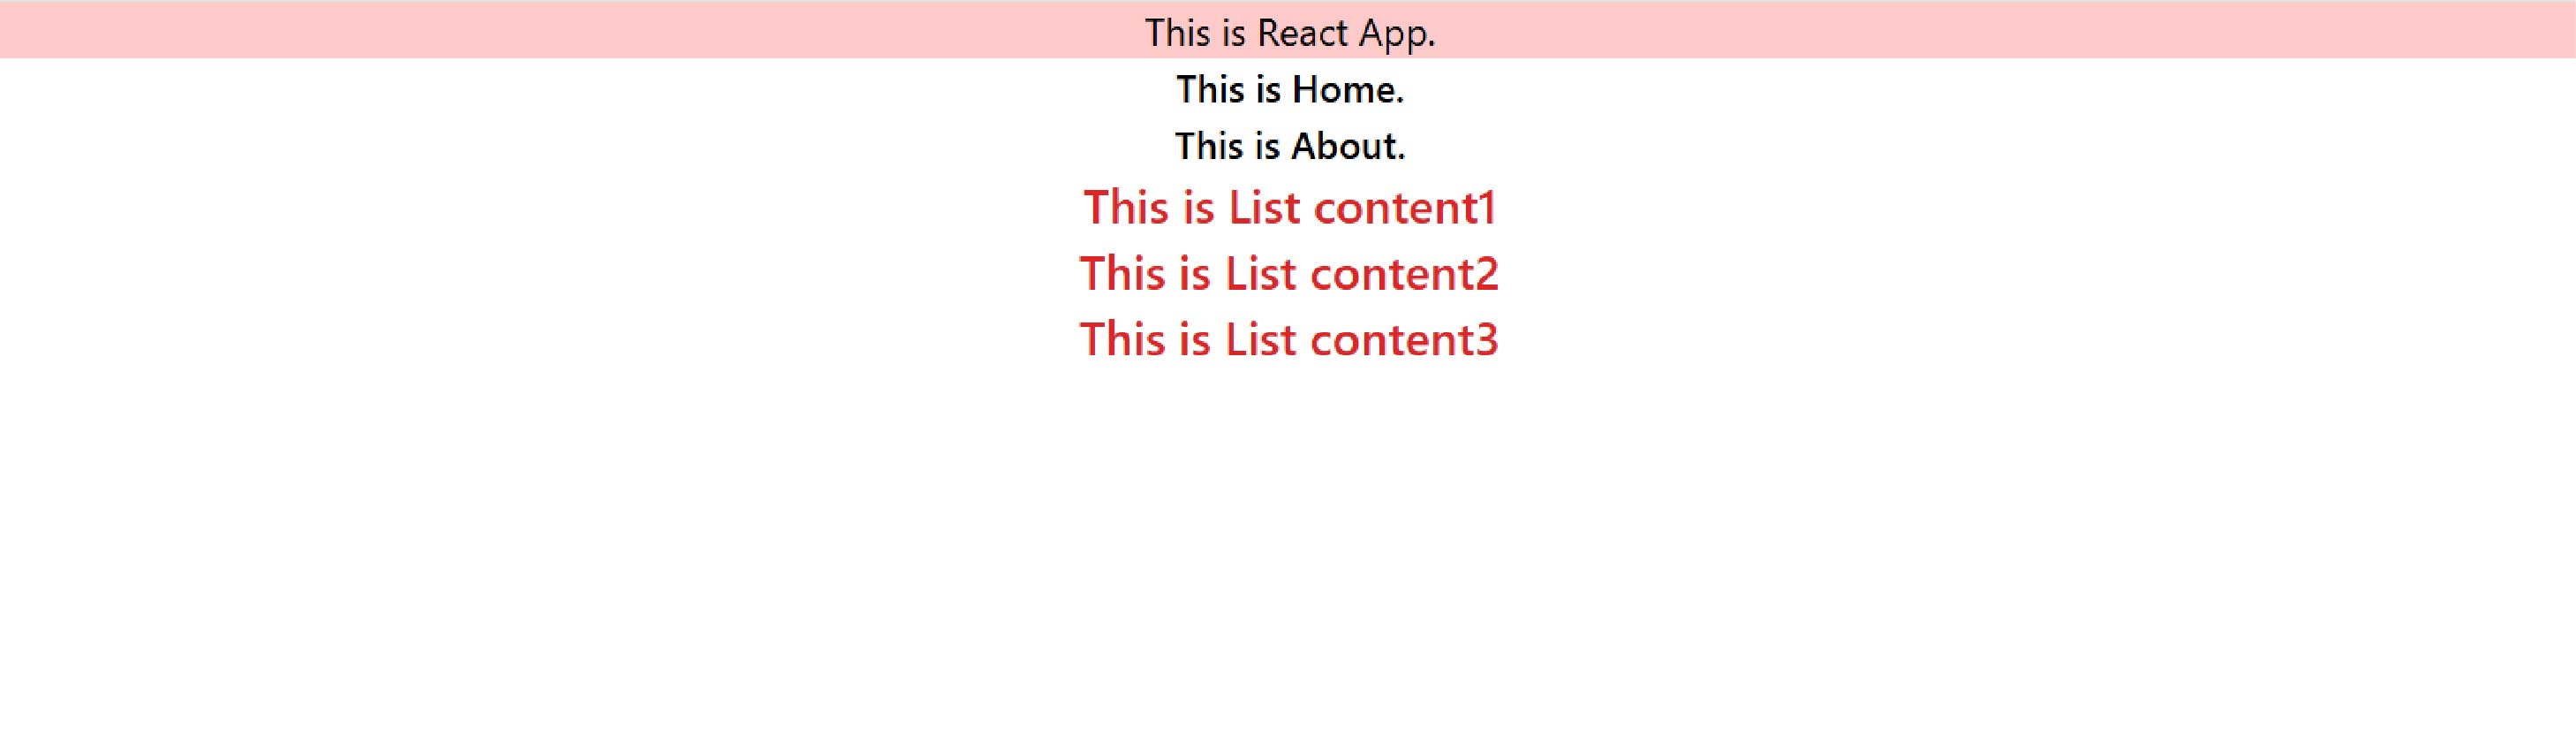 This is React App.
This is Home.
This is About.
This is List content1
This is List content2
This is List content3